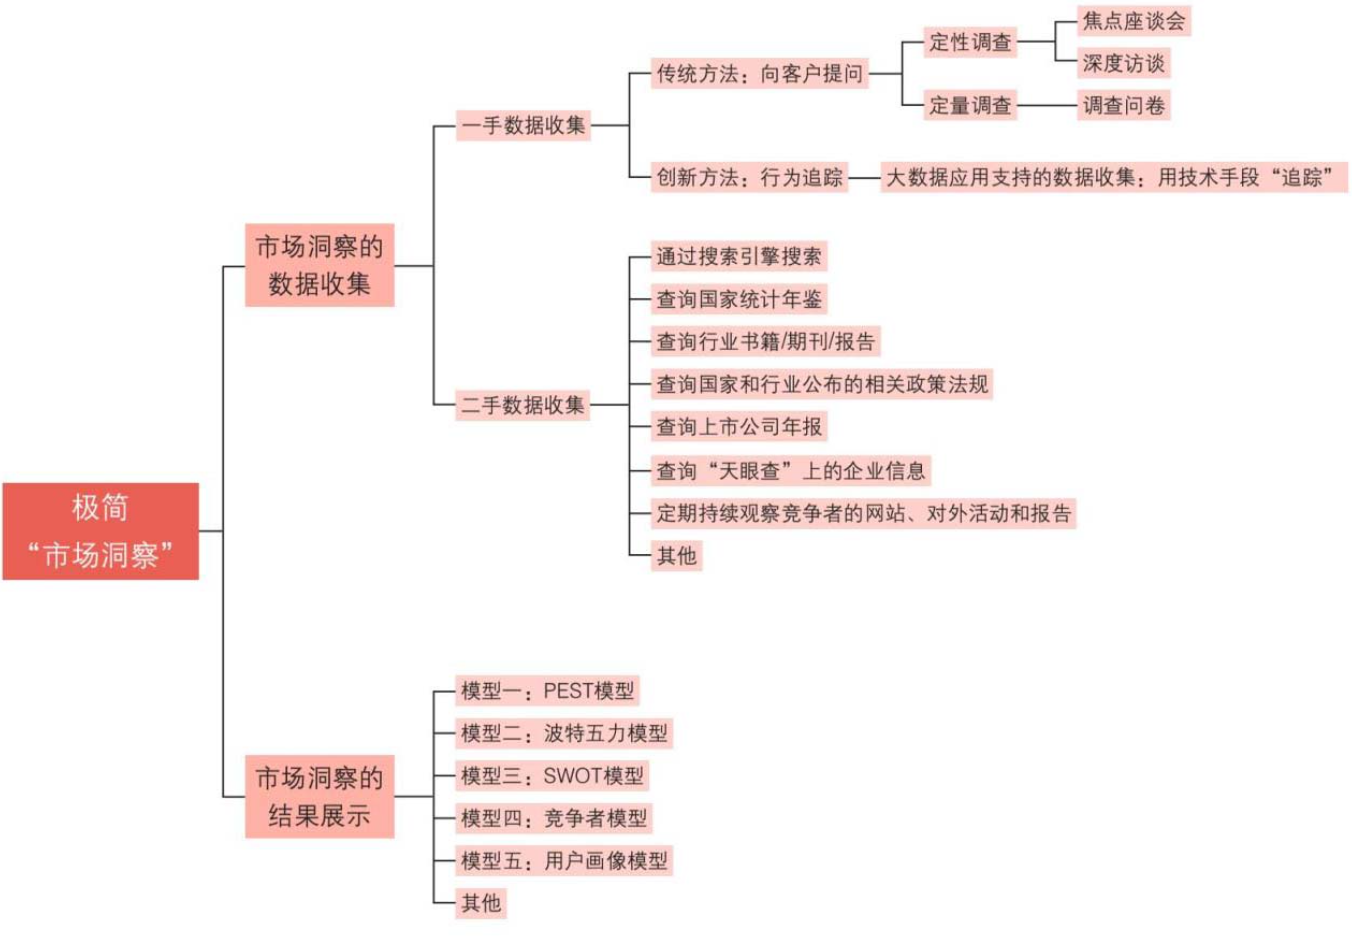 极简
“市场洞察”
市场洞察的
数据收集
一手数据收集
传统方法：向客户提问
定性调查
焦点座谈会
深度访谈
定量调查
调查问卷
创新方法：行为追踪
大数据应用支持的数据收集：用技术手段“追踪”
二手数据收集
通过搜索引擎搜索
查询国家统计年鉴
查询行业书籍/期刊/报告
查询国家和行业公布的相关政策法规
查询上市公司年报
查询“天眼查”上的企业信息
定期持续观察竞争者的网站、对外活动和报告
其他
市场洞察的
结果展示
模型一：PEST模型
模型二：波特五力模型
模型三：SWOT模型
模型四：竞争者模型
模型五：用户画像模型
其他